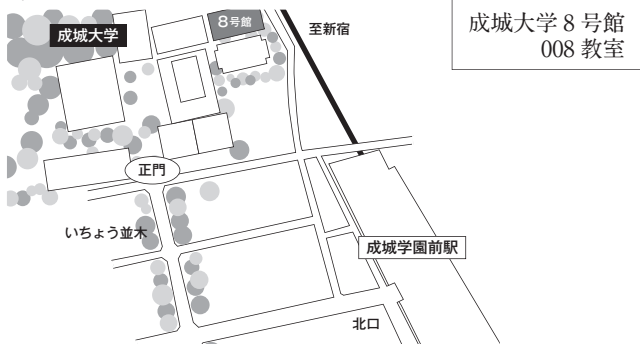 成城大学 8 号館
008 教室
8号館
成城大学
至新宿
正門
いちょう並木
成城学園前駅
北口